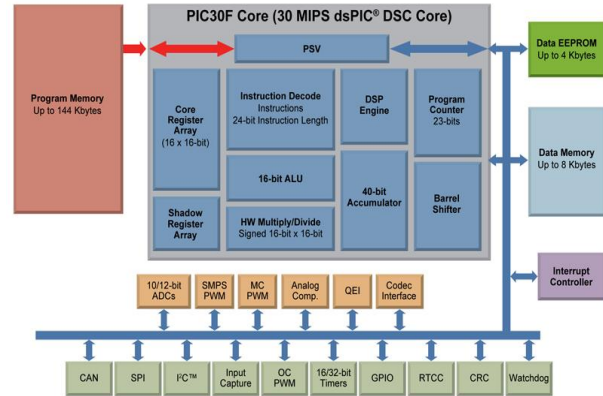 PIC30F Core (30 MIPS dsPIC® DSC Core)
PSV
Data EEPROM
Up to 4 Kbytes
Program Memory
Up to 144 Kbytes
Core
Register
Array
(16 x 16-bit)
Instruction Decode
Instructions
24-bit Instruction Length
DSP
Engine
Program
Counter
23-bits
Data Memory
Up to 8 Kbytes
16-bit ALU
40-bit
Accumulator
Barrel
Shifter
Shadow
Register
Array
HW Multiply/Divide
Signed 16-bit x 16-bit
Interrupt
Controller
10/12-bit
ADCs
SMPS
PWM
MC
PWM
Analog
Comp.
QEI
Codec
Interface
CAN
SPI
I²C™
Input
Capture
OC
PWM
16/32-bit
Timers
GPIO
RTCC
CRC
Watchdog